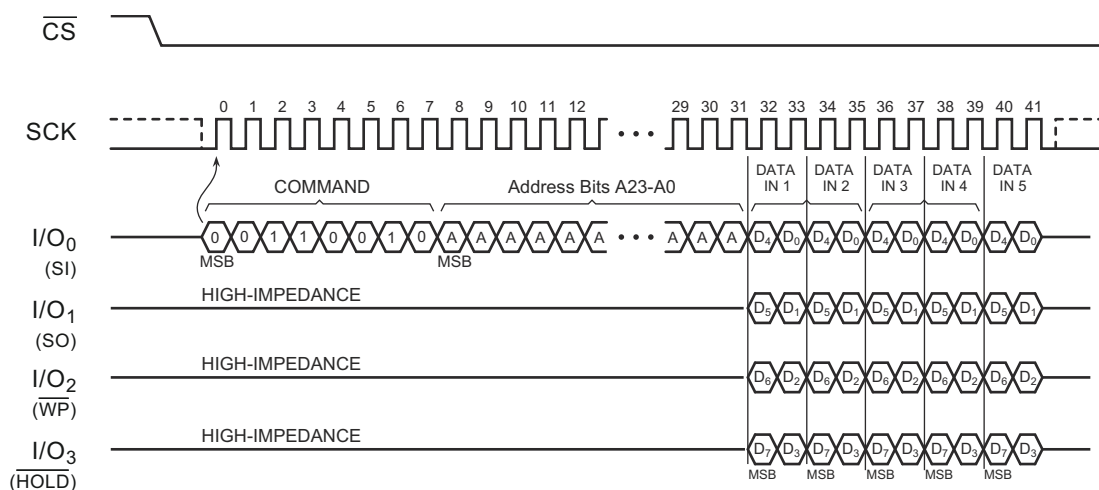 CS
0 1 2 3 4 5 6 7 8 9 10 11 12 29 30 31 32 33 34 35 36 37 38 39 40 41
SCK
DATA IN 1 DATA IN 2 DATA IN 3 DATA IN 4 DATA IN 5
COMMAND Address Bits A23-A0
I/O0 (SI) 0 0 1 1 0 0 1 0 A A A A A A A A A D4 D0 D4 D0 D4 D0 D4 D0 D4 D0
MSB MSB
HIGH-IMPEDANCE
I/O1 (SO) D5 D1 D5 D1 D5 D1 D5 D1 D5 D1
HIGH-IMPEDANCE
I/O2 (WP) D6 D2 D6 D2 D6 D2 D6 D2 D6 D2
HIGH-IMPEDANCE
I/O3 (HOLD) D7 D3 D7 D3 D7 D3 D7 D3 D7 D3
MSB MSB MSB MSB MSB